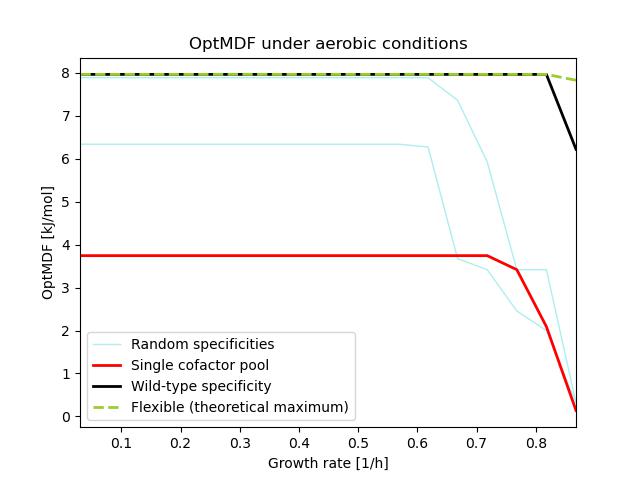 OptMDF under aerobic conditions
OptMDF [kJ/mol]
8
7
6
5
4
3
2
1
0
Random specificities
Single cofactor pool
Wild-type specificity
Flexible (theoretical maximum)
0.1 0.2 0.3 0.4 0.5 0.6 0.7 0.8
Growth rate [1/h]